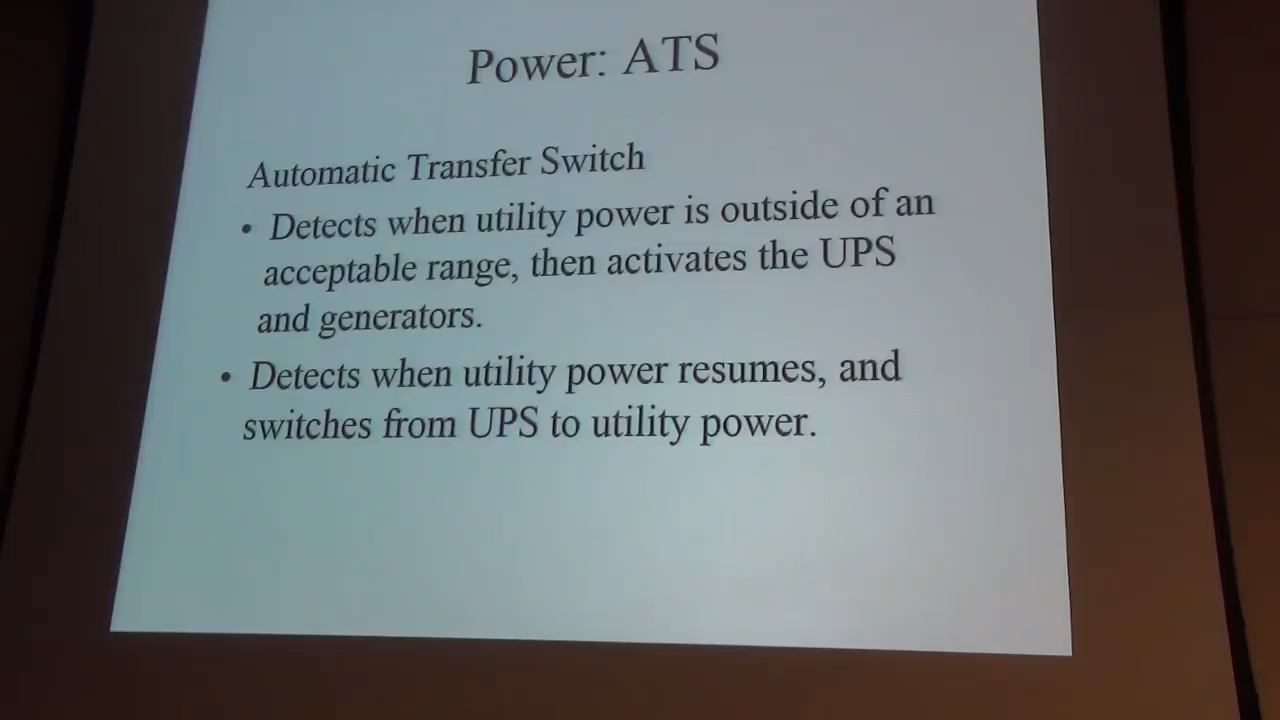 Power: ATS
Automatic Transfer Switch
• Detects when utility power is outside of an
acceptable range, then activates the UPS
and generators.
• Detects when utility power resumes, and
switches from UPS to utility power.